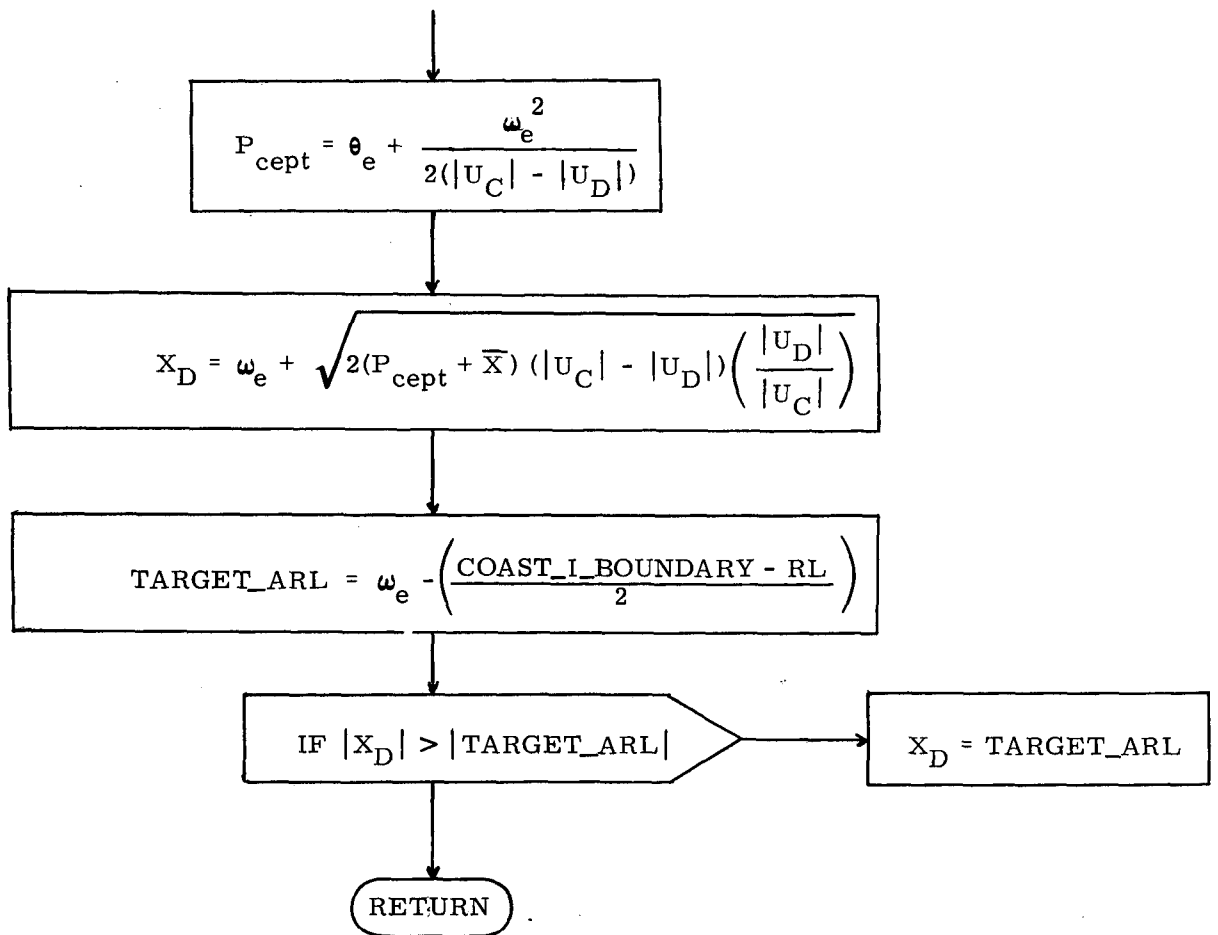 P_cept = θ_e + ω_e^2 / 2(|U_C| - |U_D|)
X_D = ω_e + √(2(P_cept + X̅) (|U_C| - |U_D|) (|U_D| / |U_C|))
TARGET_ARL = ω_e - (COAST_I_BOUNDARY - RL / 2)
IF |X_D| > |TARGET_ARL|
X_D = TARGET_ARL
RETURN